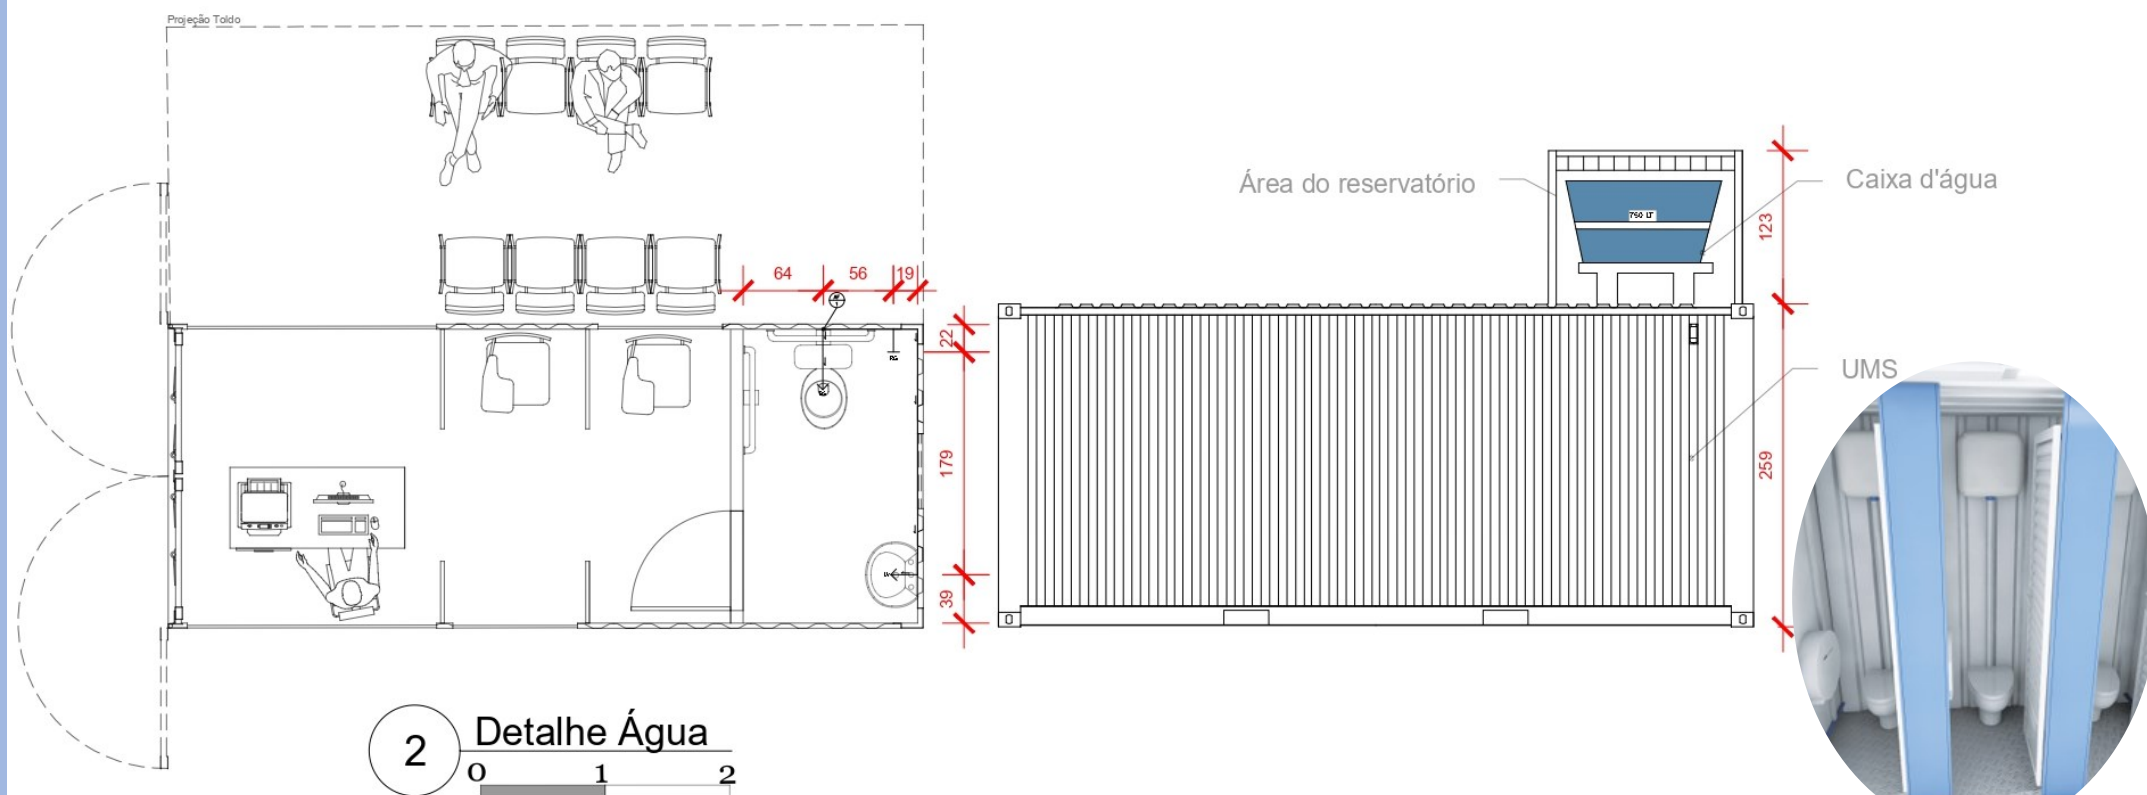 Projeção Toldo
64
56
19
22
179
39
RG
Área do reservatório
Caixa d'água
750 LT
123
UMS
259
2
Detalhe Água
0 1 2